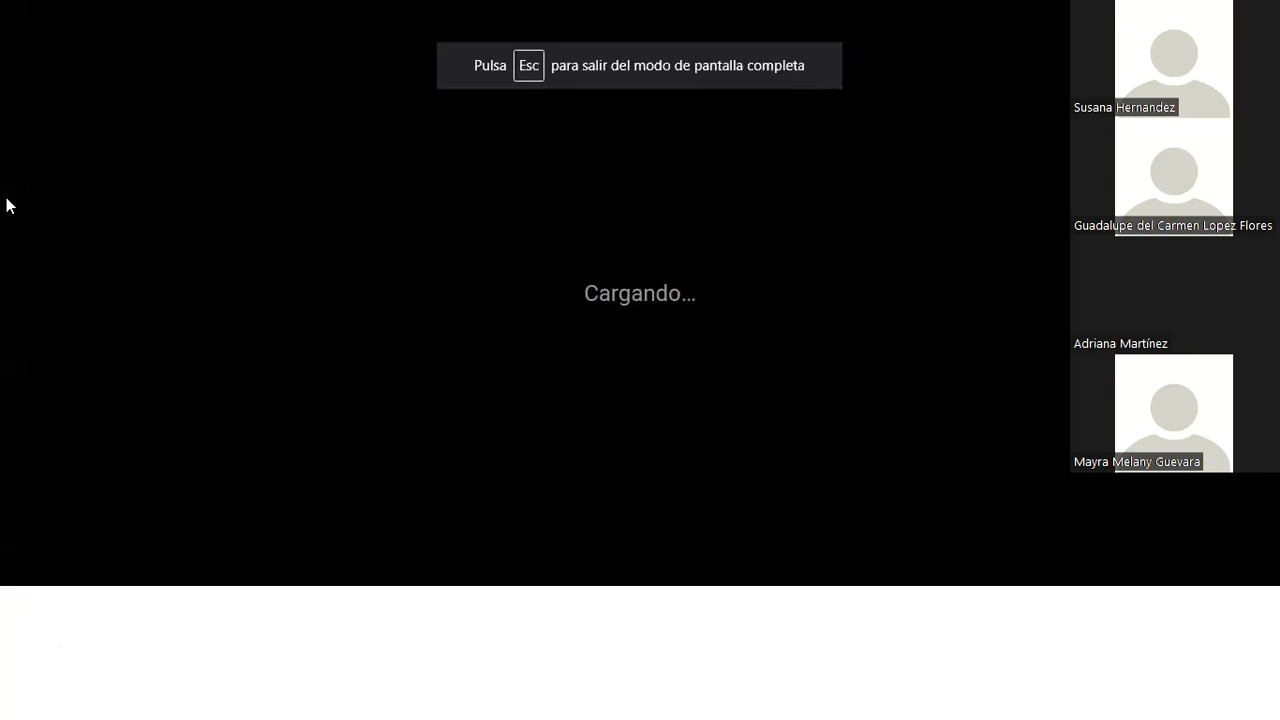 Pulsa Esc para salir del modo de pantalla completa
Susana Hernandez
Guadalupe del Carmen Lopez Flores
Cargando...
Adriana Martínez
Mayra Melany Guevara